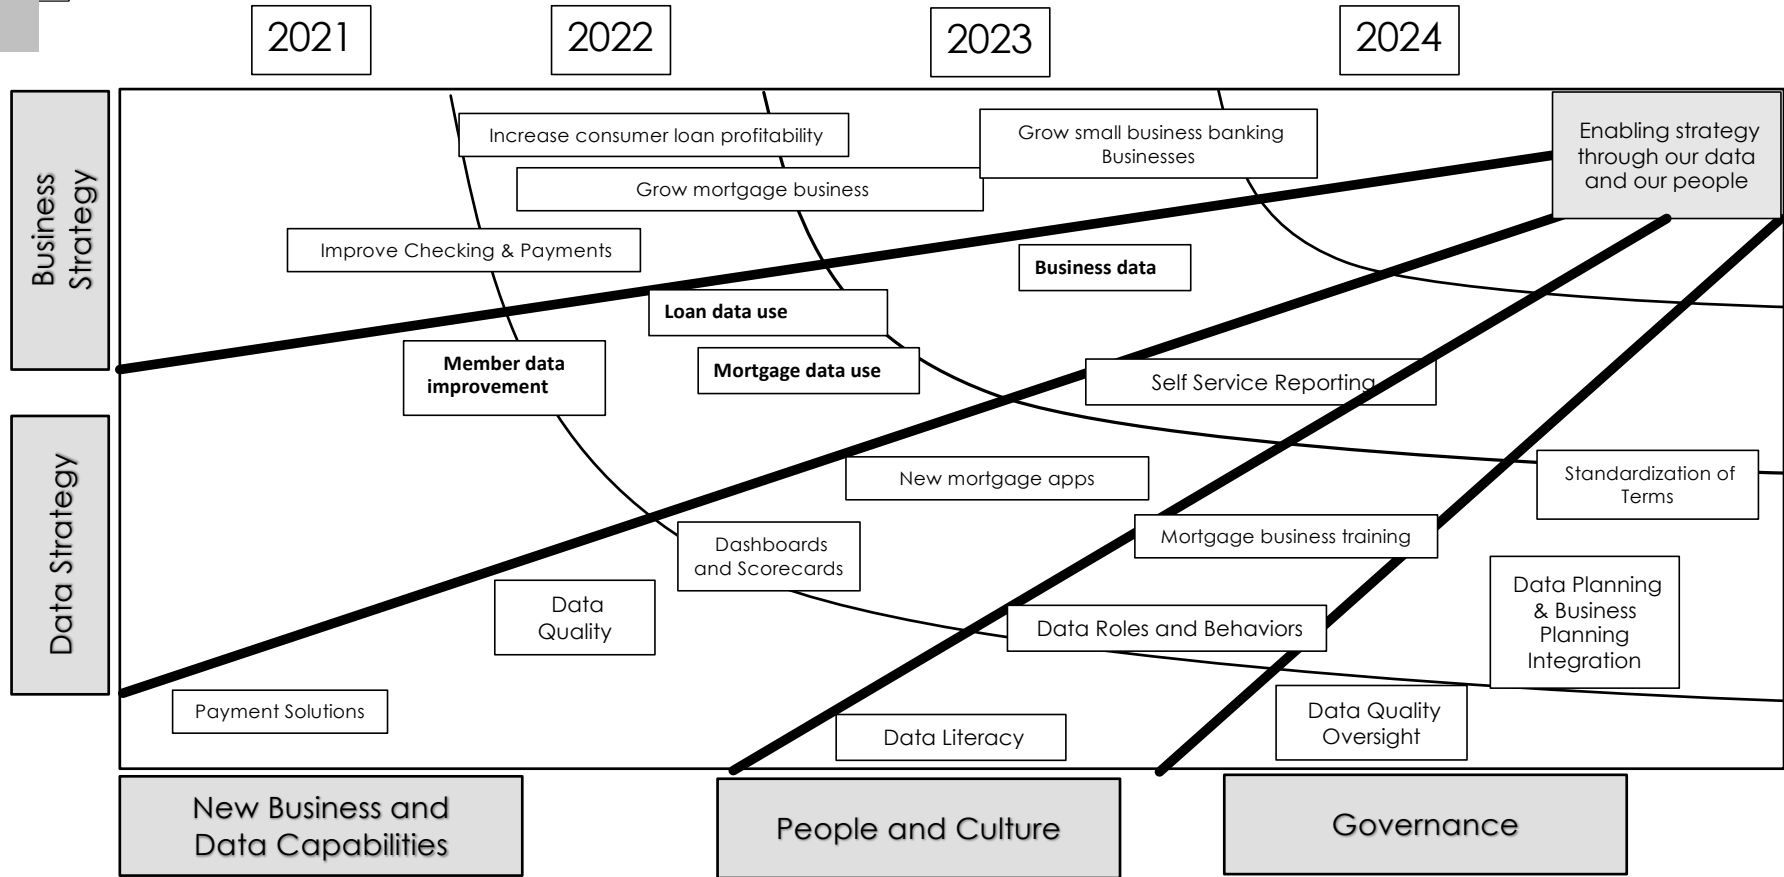 2021
2022
2023
2024
Business
Strategy
Increase consumer loan profitability
Grow small business banking
Businesses
Enabling strategy
through our data
and our people
Grow mortgage business
Improve Checking & Payments
Business data
Loan data use
Member data
improvement
Mortgage data use
Self Service Reporting
Data Strategy
New mortgage apps
Standardization of
Terms
Dashboards
and Scorecards
Mortgage business training
Data
Quality
Data Roles and Behaviors
Data Planning
& Business
Planning
Integration
Payment Solutions
Data Literacy
Data Quality
Oversight
New Business and
Data Capabilities
People and Culture
Governance